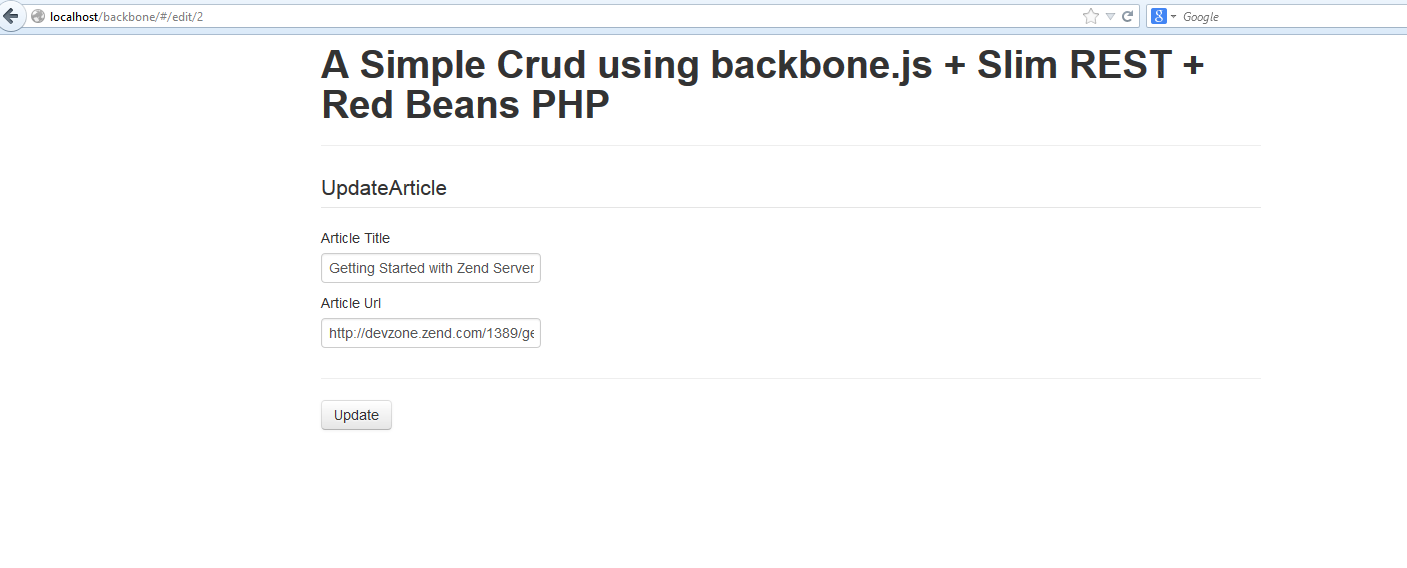 localhost/backbone/#/edit/2
Google
A Simple Crud using backbone.js + Slim REST +
Red Beans PHP
UpdateArticle
Article Title
Getting Started with Zend Server
Article Url
http://devzone.zend.com/1389/ge
Update